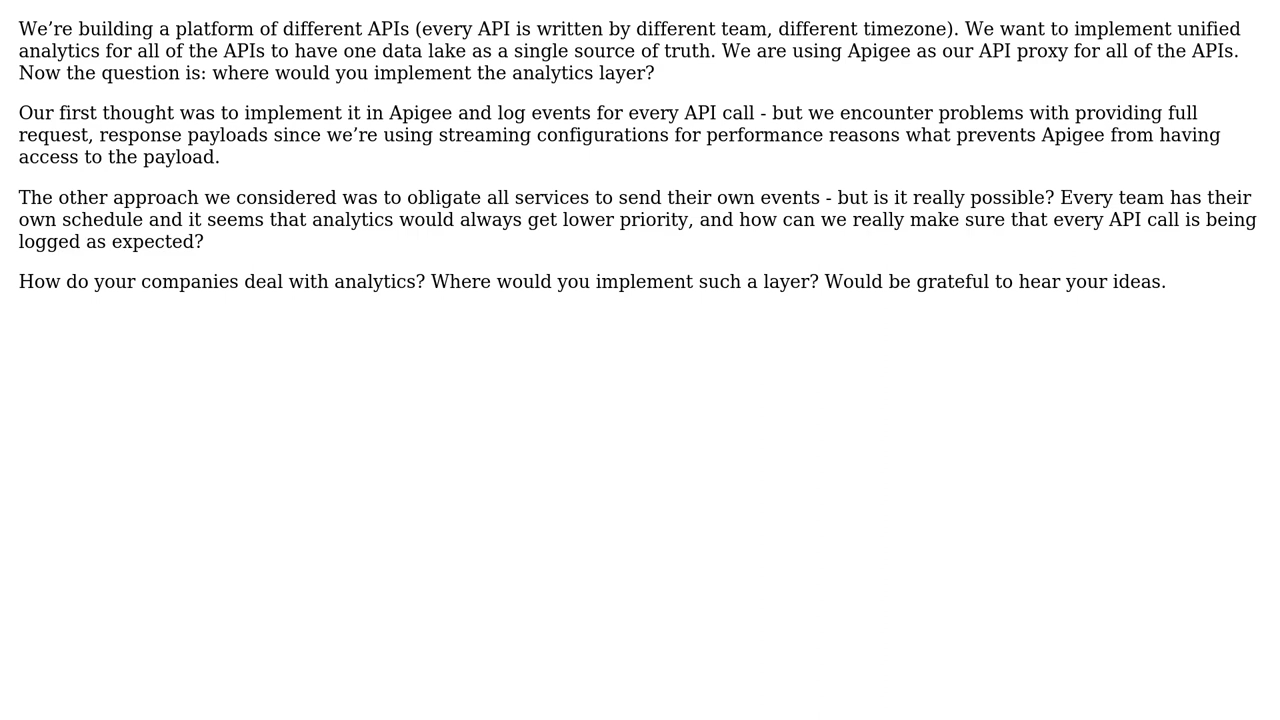 We’re building a platform of different APIs (every API is written by different team, different timezone). We want to implement unified
analytics for all of the APIs to have one data lake as a single source of truth. We are using Apigee as our API proxy for all of the APIs.
Now the question is: where would you implement the analytics layer?
Our first thought was to implement it in Apigee and log events for every API call - but we encounter problems with providing full
request, response payloads since we’re using streaming configurations for performance reasons what prevents Apigee from having
access to the payload.
The other approach we considered was to obligate all services to send their own events - but is it really possible? Every team has their
own schedule and it seems that analytics would always get lower priority, and how can we really make sure that every API call is being
logged as expected?
How do your companies deal with analytics? Where would you implement such a layer? Would be grateful to hear your ideas.